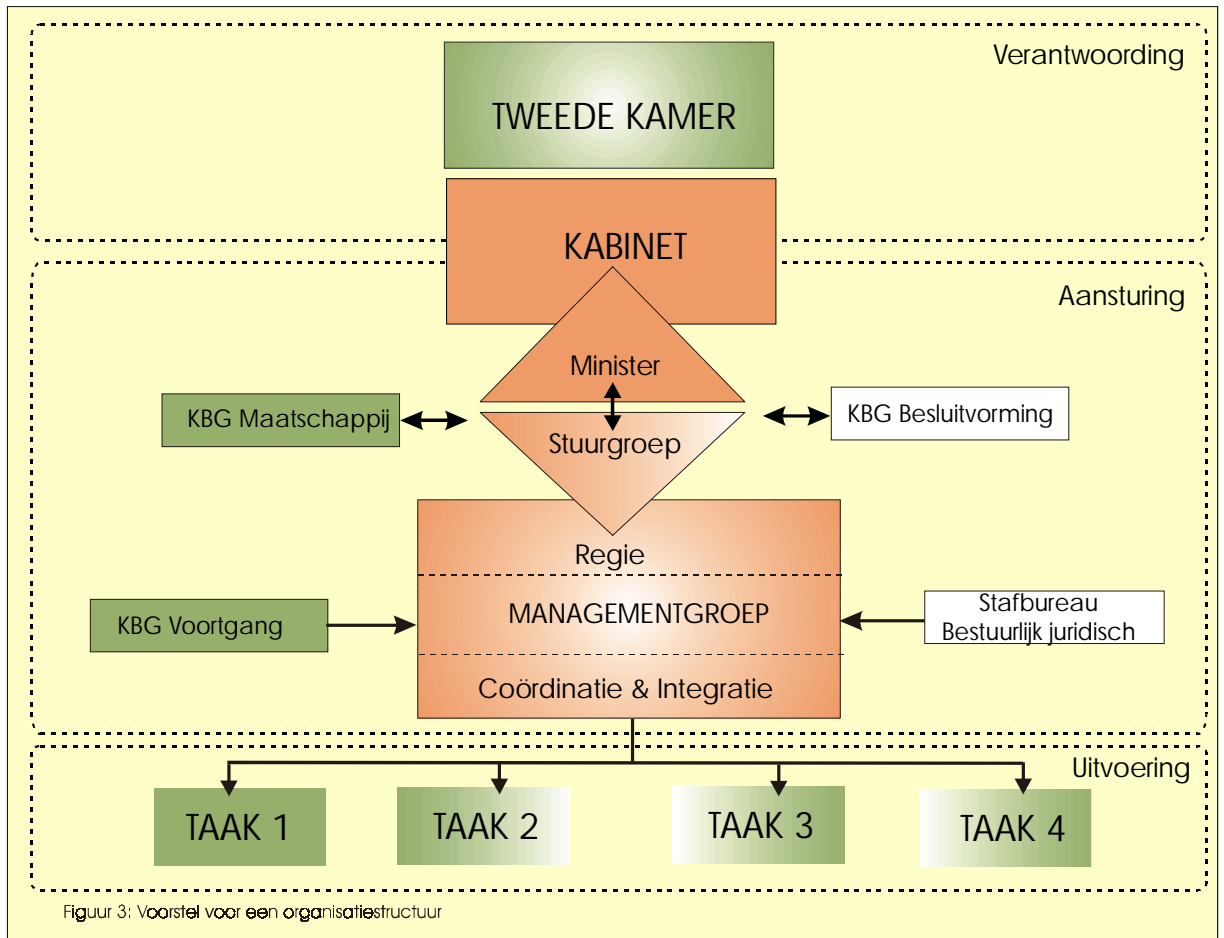 Verantwoording
TWEEDE KAMER
KABINET
Aansturing
Minister
KBG Maatschappij
KBG Besluitvorming
Stuurgroep
Regie
KBG Voortgang
MANAGEMENTGROEP
Stafbureau
Bestuurlijk juridisch
Coördinatie & Integratie
Uitvoering
TAAK 1
TAAK 2
TAAK 3
TAAK 4
Figuur 3: Voorstel voor een organisatiestructuur